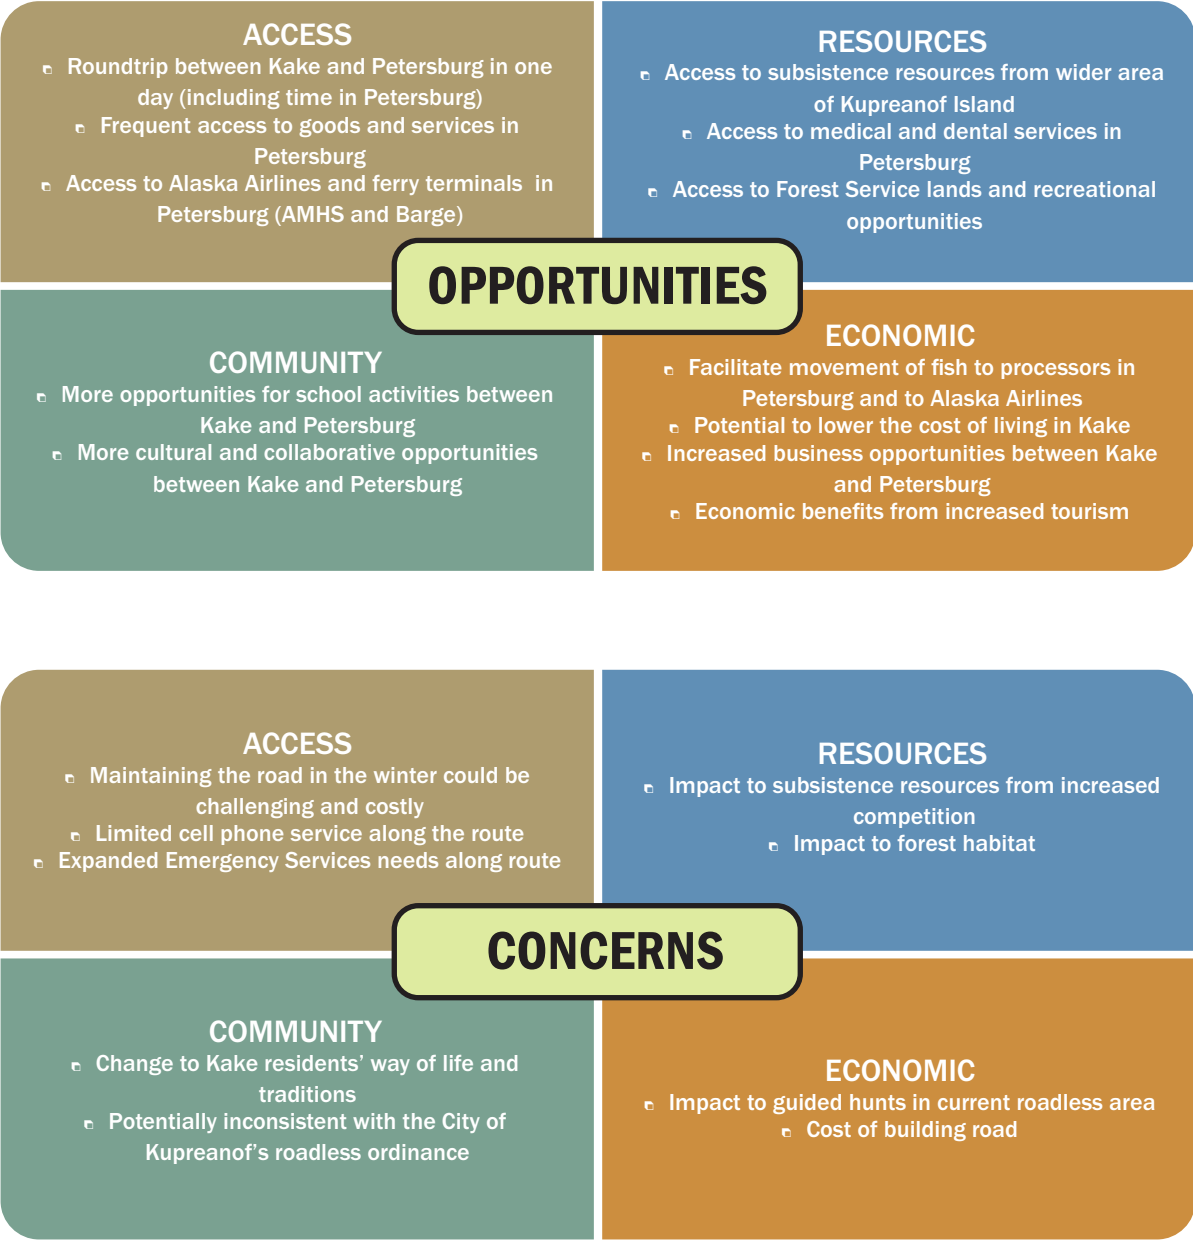 ACCESS
▫ Roundtrip between Kake and Petersburg in one
day (including time in Petersburg)
▫ Frequent access to goods and services in
Petersburg
▫ Access to Alaska Airlines and ferry terminals in
Petersburg (AMHS and Barge)
RESOURCES
▫ Access to subsistence resources from wider area
of Kupreanof Island
▫ Access to medical and dental services in
Petersburg
▫ Access to Forest Service lands and recreational
opportunities
OPPORTUNITIES
COMMUNITY
▫ More opportunities for school activities between
Kake and Petersburg
▫ More cultural and collaborative opportunities
between Kake and Petersburg
ECONOMIC
▫ Facilitate movement of fish to processors in
Petersburg and to Alaska Airlines
▫ Potential to lower the cost of living in Kake
▫ Increased business opportunities between Kake
and Petersburg
▫ Economic benefits from increased tourism
ACCESS
▫ Maintaining the road in the winter could be
challenging and costly
▫ Limited cell phone service along the route
▫ Expanded Emergency Services needs along route
RESOURCES
▫ Impact to subsistence resources from increased
competition
▫ Impact to forest habitat
CONCERNS
COMMUNITY
▫ Change to Kake residents’ way of life and
traditions
▫ Potentially inconsistent with the City of
Kupreanof’s roadless ordinance
ECONOMIC
▫ Impact to guided hunts in current roadless area
▫ Cost of building road